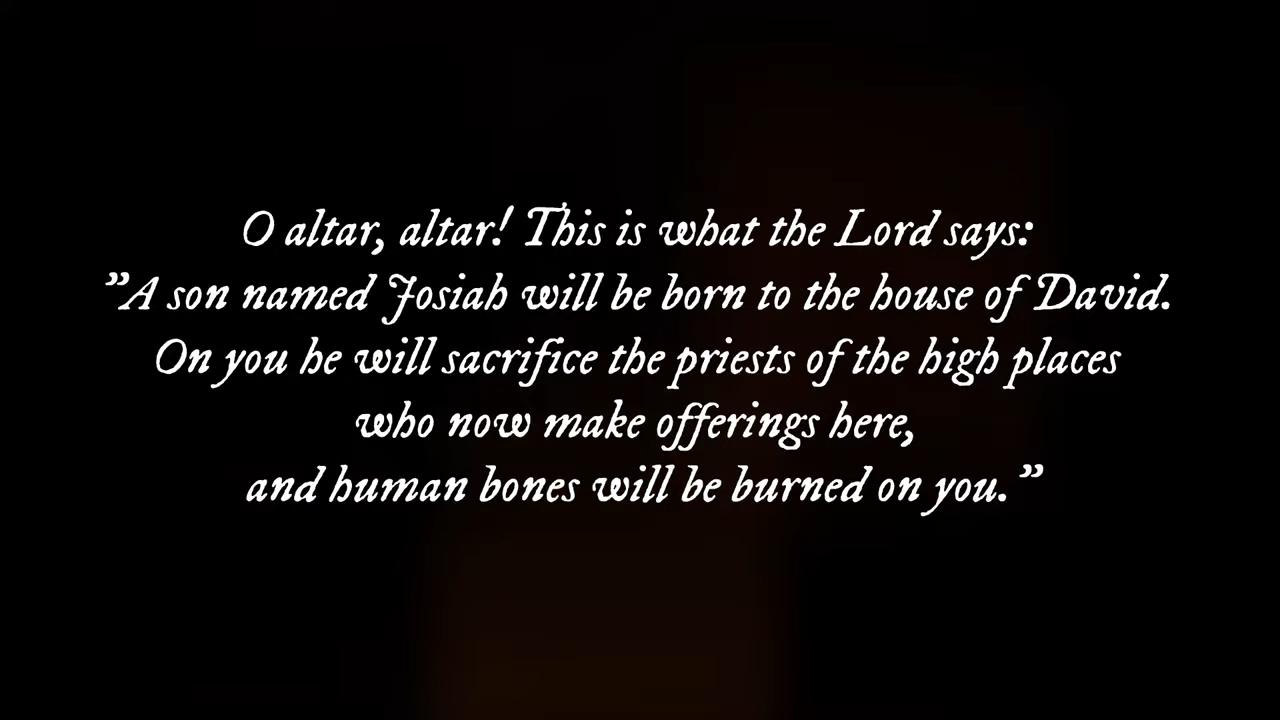 O altar, altar! This is what the Lord says:
”A son named Josiah will be born to the house of David.
On you he will sacrifice the priests of the high places
who now make offerings here,
and human bones will be burned on you.”